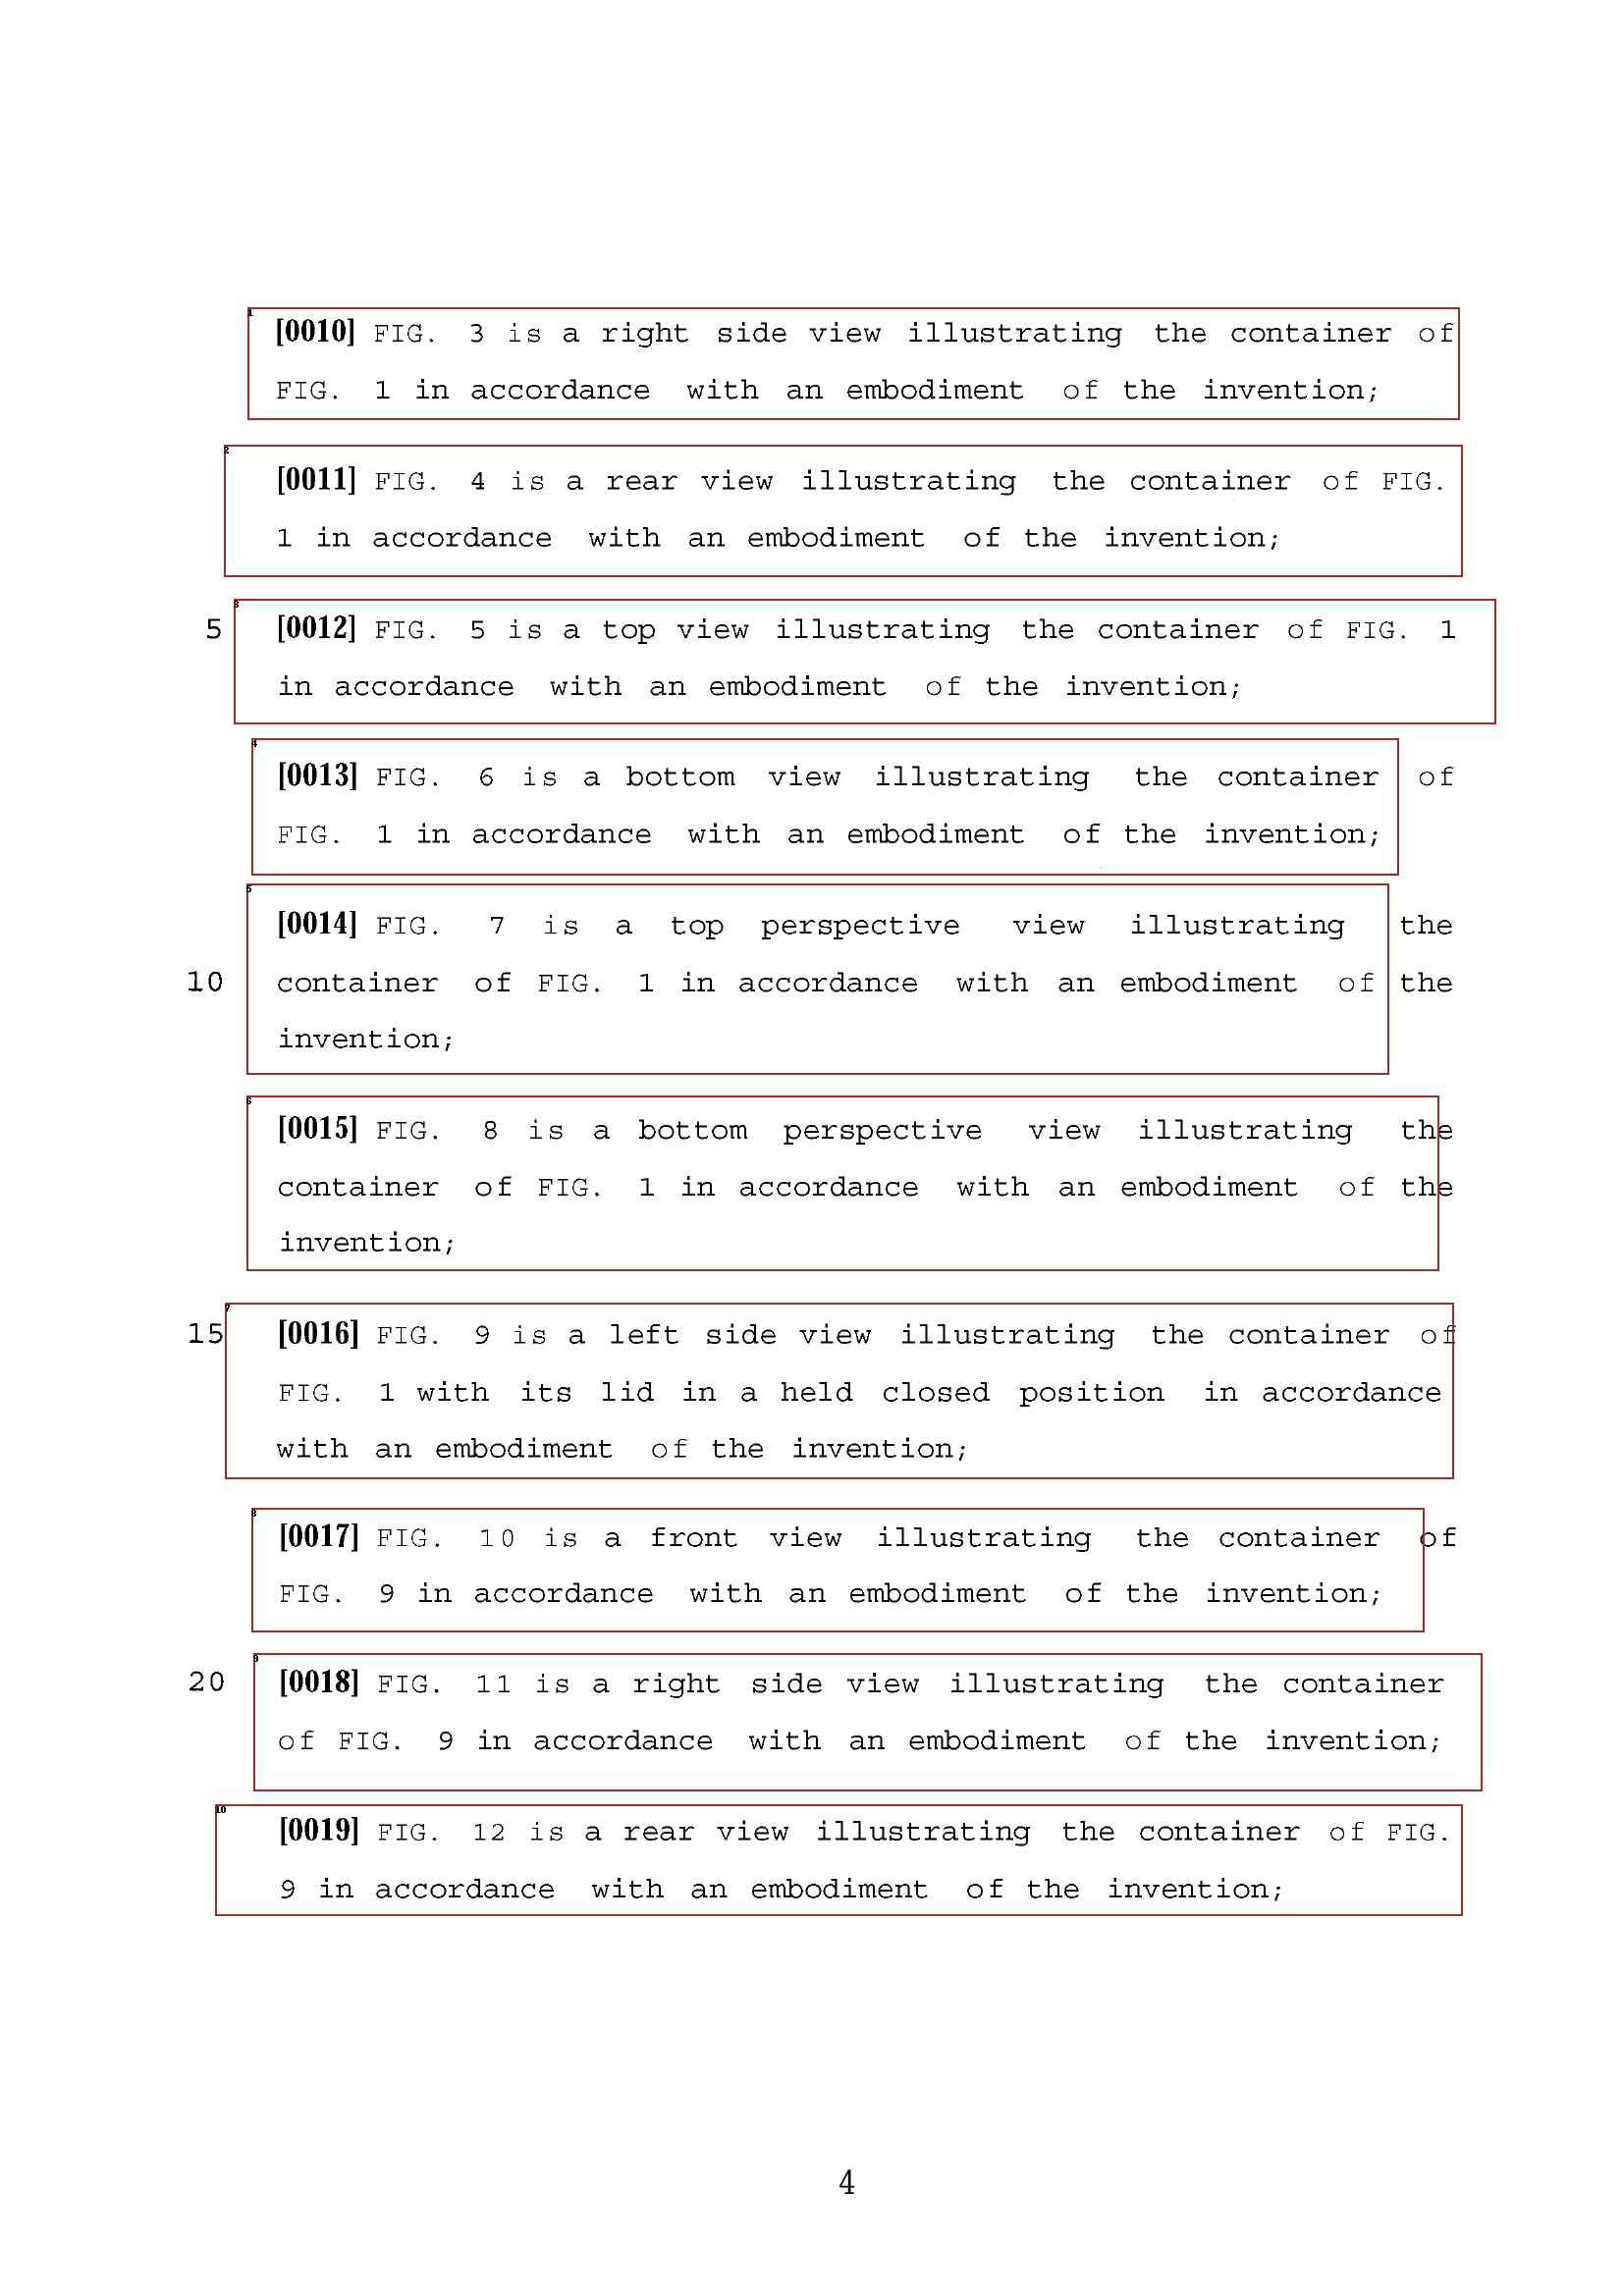 1
[0010] FIG. 3 is a right side view illustrating the container of
FIG. 1 in accordance with an embodiment of the invention;
2
[0011] FIG. 4 is a rear view illustrating the container of FIG.
1 in accordance with an embodiment of the invention;
3
5 [0012] FIG. 5 is a top view illustrating the container of FIG. 1
in accordance with an embodiment of the invention;
4
[0013] FIG. 6 is a bottom view illustrating the container of
FIG. 1 in accordance with an embodiment of the invention;
5
[0014] FIG. 7 is a top perspective view illustrating the
10 container of FIG. 1 in accordance with an embodiment of the
invention;
6
[0015] FIG. 8 is a bottom perspective view illustrating the
container of FIG. 1 in accordance with an embodiment of the
invention;
7
15 [0016] FIG. 9 is a left side view illustrating the container of
FIG. 1 with its lid in a held closed position in accordance
with an embodiment of the invention;
8
[0017] FIG. 10 is a front view illustrating the container of
FIG. 9 in accordance with an embodiment of the invention;
9
20 [0018] FIG. 11 is a right side view illustrating the container
of FIG. 9 in accordance with an embodiment of the invention;
10
[0019] FIG. 12 is a rear view illustrating the container of FIG.
9 in accordance with an embodiment of the invention;
4